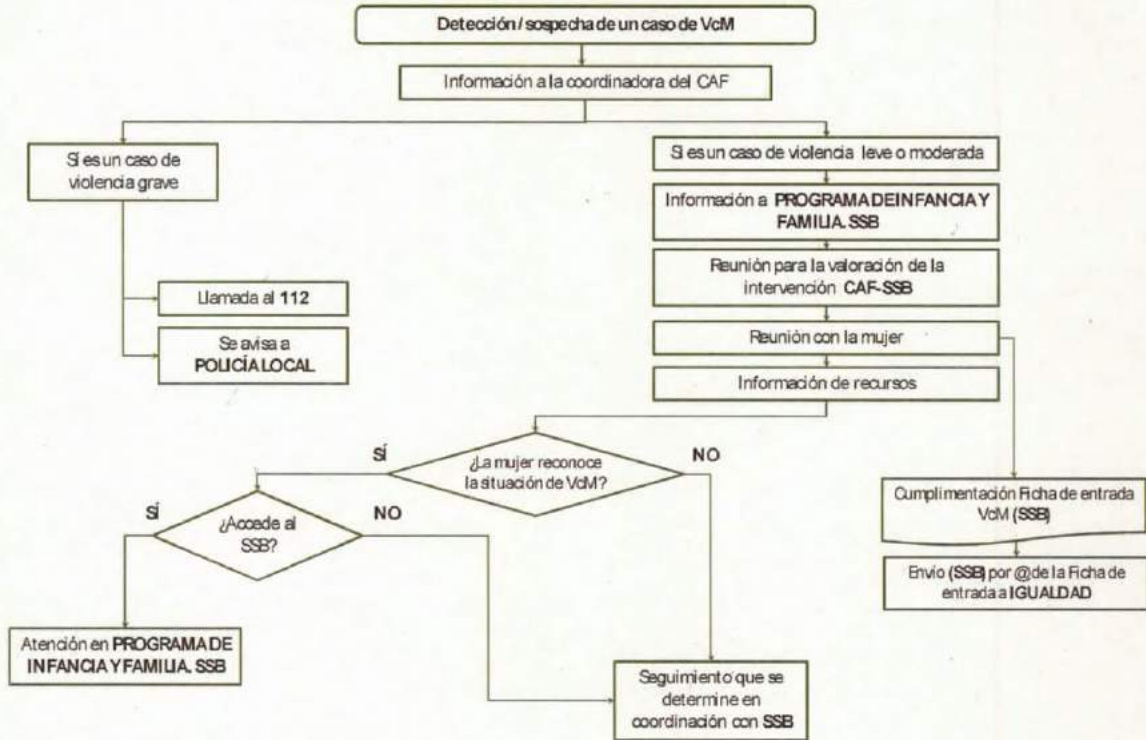 Detección / sospecha de un caso de VcM
Información a la coordinadora del CAF
Si es un caso de
violencia grave
Si es un caso de violencia leve o moderada
Información a PROGRAMA DE INFANCIA Y
FAMILIA. SSB
Reunión para la valoración de la
intervención CAF-SSB
Llamada al 112
Reunión con la mujer
Se avisa a
POLICÍA LOCAL
Información de recursos
SÍ
¿La mujer reconoce
la situación de VcM?
NO
SÍ
¿Accede al
SSB?
NO
Cumplimentación Ficha de entrada
VcM (SSB)
Envío (SSB) por @ de la Ficha de
entrada a IGUALDAD
Atención en PROGRAMA DE
INFANCIA Y FAMILIA. SSB
Seguimiento que se
determine en
coordinación con SSB